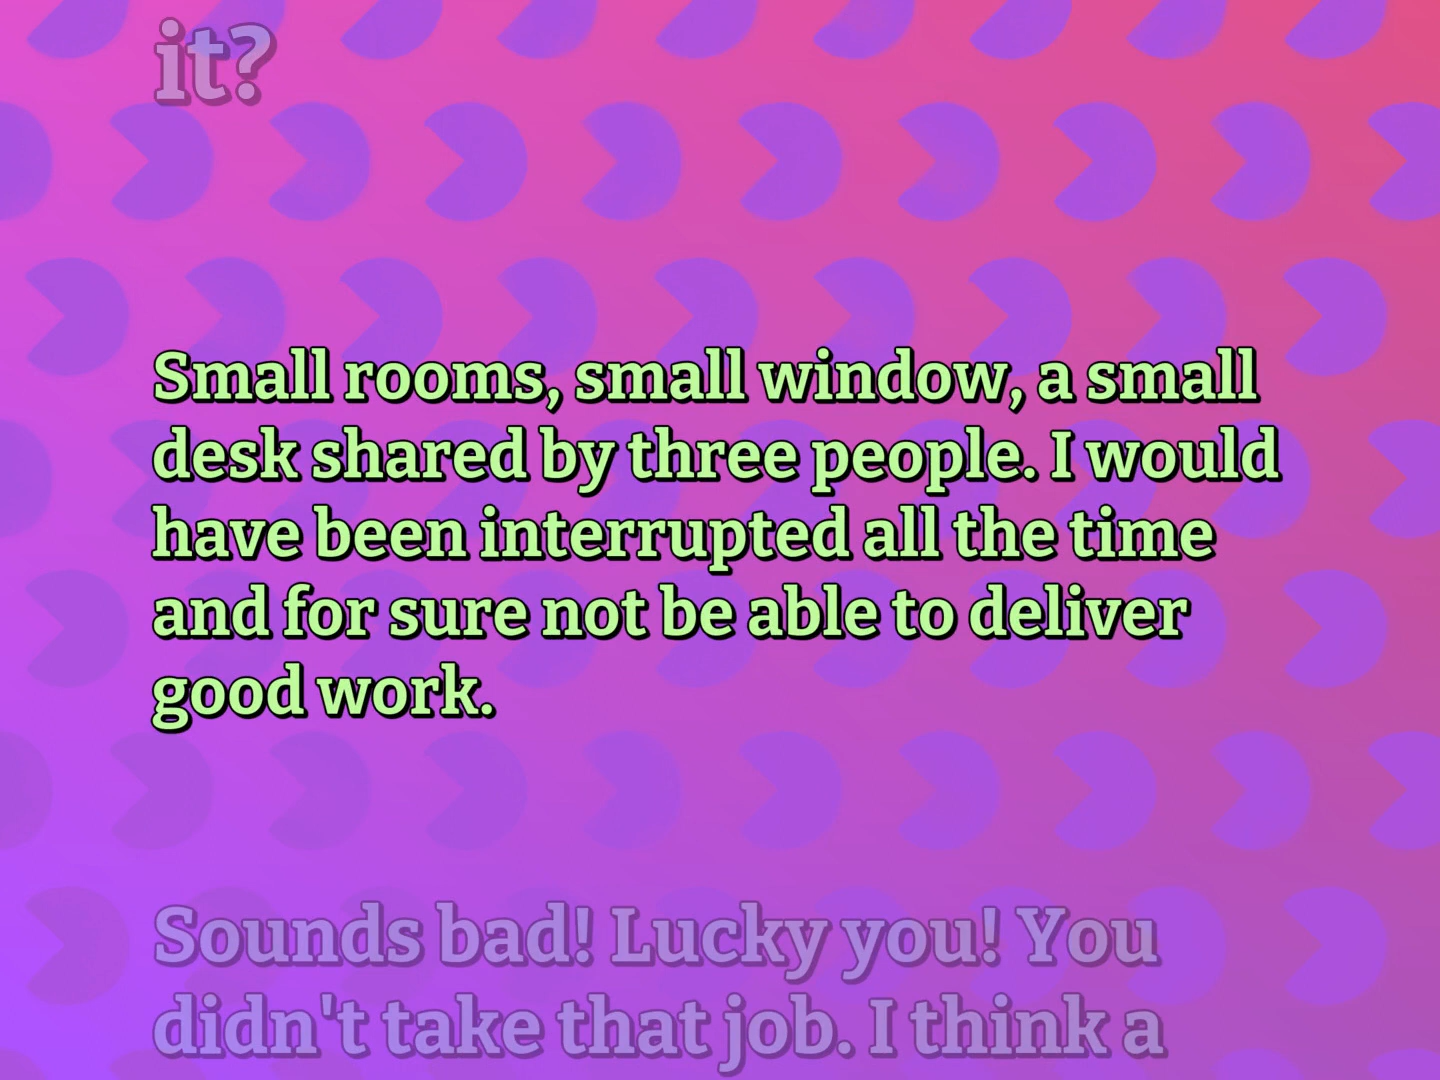 it?
Small rooms, small window, a small
desk shared by three people. I would
have been interrupted all the time
and for sure not be able to deliver
good work.
Sounds bad! Lucky you! You
didn't take that job. I think a